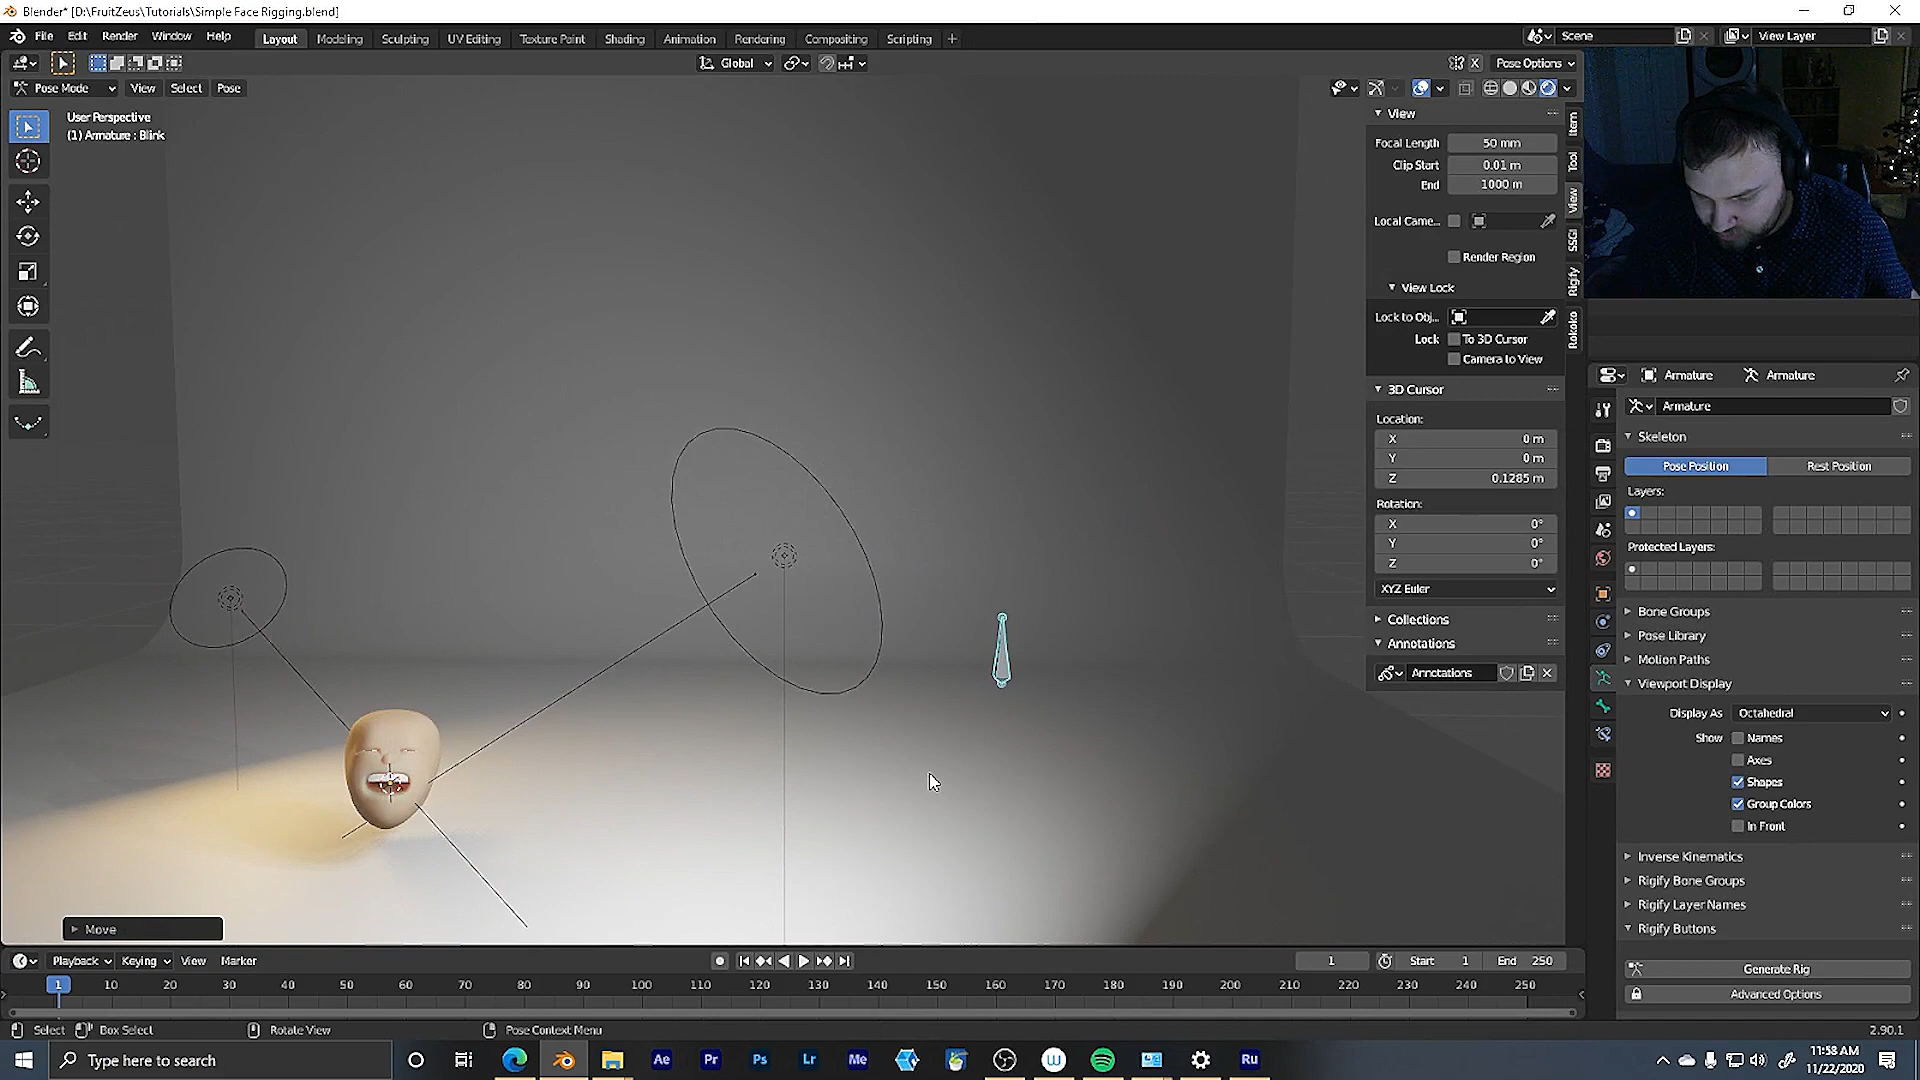 Blender* [D:\FruitZeus\Tutorials\Simple Face Rigging.blend]
File Edit Render Window Help
Layout Modeling Sculpting UV Editing Texture Paint Shading Animation Rendering Compositing Scripting +
Scene
View Layer
Global
Pose Options
Pose Mode View Select Pose
User Perspective
(1) Armature : Blink
View
Focal Length 50 mm
Clip Start 0.01 m
End 1000 m
Local Came...
Render Region
View Lock
Lock to Obj...
Lock To 3D Cursor
Camera to View
3D Cursor
Location:
X 0 m
Y 0 m
Z 0.1285 m
Rotation:
X 0°
Y 0°
Z 0°
XYZ Euler
Collections
Annotations
Annotations
Item
Tool
View
SSGI
Rigify
Rokoko
Armature Armature
Armature
Skeleton
Pose Position Rest Position
Layers:
Protected Layers:
Bone Groups
Pose Library
Motion Paths
Viewport Display
Display As Octahedral
Show Names
Axes
Shapes
Group Colors
In Front
Inverse Kinematics
Rigify Bone Groups
Rigify Layer Names
Rigify Buttons
Generate Rig
Advanced Options
Move
Playback Keying View Marker
1 Start 1 End 250
1 10 20 30 40 50 60 70 80 90 100 110 120 130 140 150 160 170 180 190 200 210 220 230 240 250
Select Box Select Rotate View Pose Context Menu
2.90.1
Type here to search
Ae Pr Ps Lr Me W Ru
11:58 AM
11/22/2020